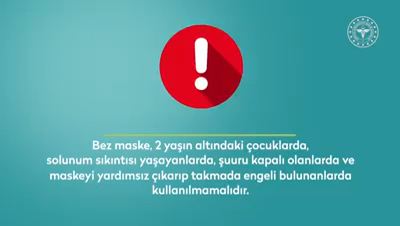 Bez maske, 2 yaşın altındaki çocuklarda,
solunum sıkıntısı yaşayanlarda, şuuru kapalı olanlarda ve
maskeyi yardımsız çıkarıp takmada engeli bulunanlarda
kullanılmamalıdır.